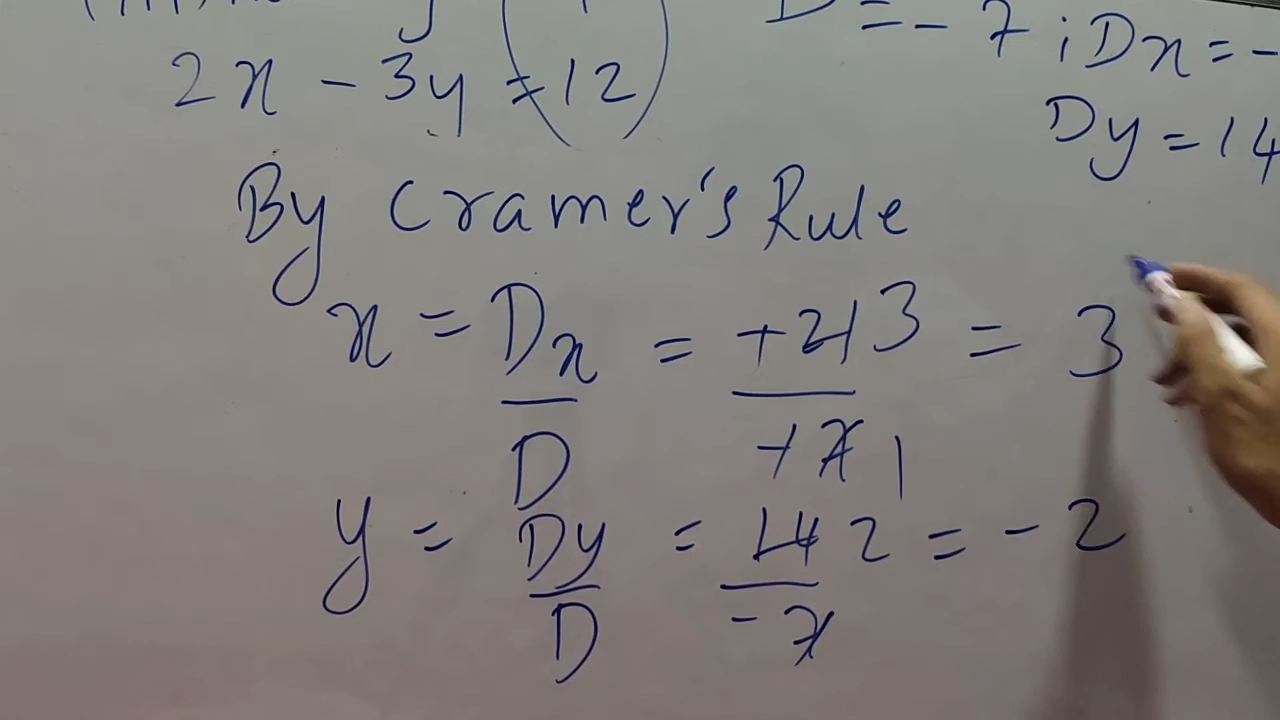 D = - 7 ; Dx = -
2x - 3y = 12
Dy = 14
By Cramer's Rule
x = Dx/D = +21/+7 3/1 = 3
y = Dy/D = 14/-7 2 = -2